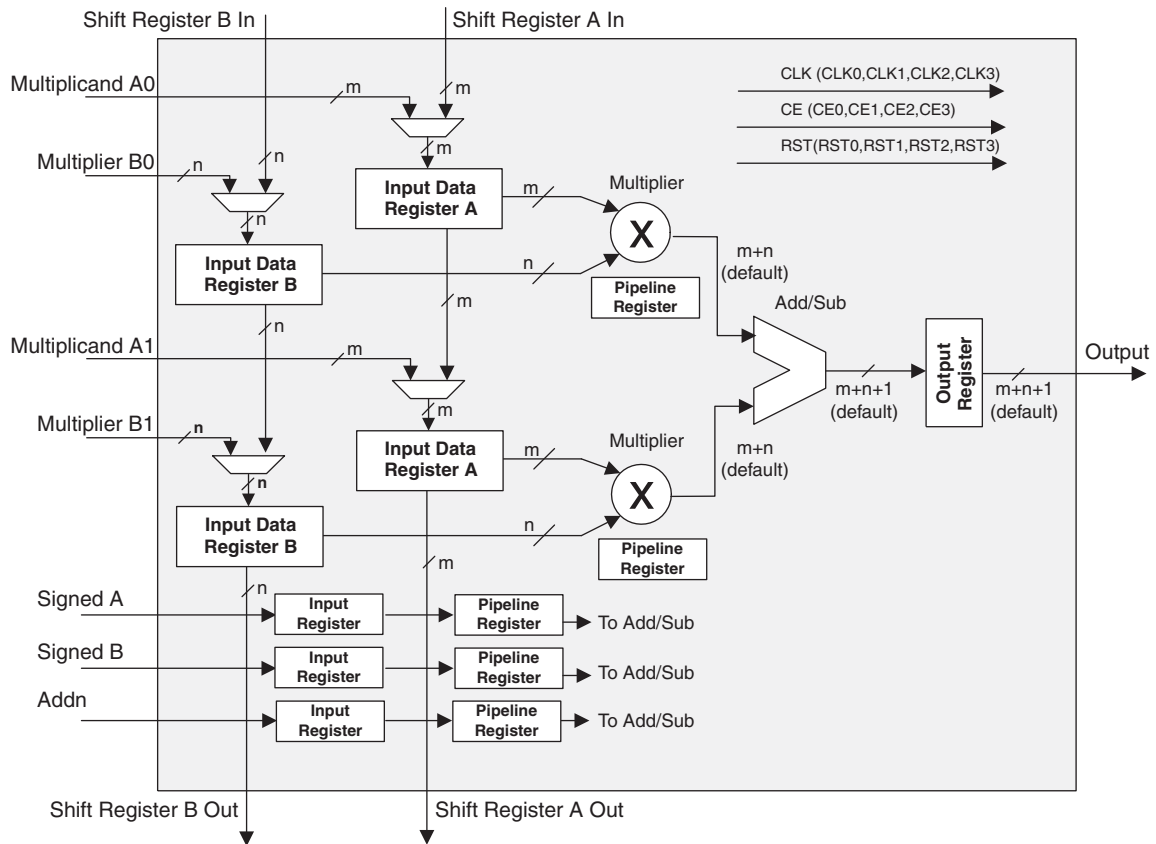 Shift Register B In
Shift Register A In
Multiplicand A0
m
m
CLK (CLK0,CLK1,CLK2,CLK3)
CE (CE0,CE1,CE2,CE3)
RST(RST0,RST1,RST2,RST3)
Multiplier B0
n
n
m
Input Data
Register A
m
Multiplier
X
n
Input Data
Register B
n
m+n
(default)
Pipeline
Register
m
n
Add/Sub
Multiplicand A1
m
Output
Register
Output
m+n+1
(default)
m+n+1
(default)
m
Multiplier B1
n
Input Data
Register A
m
Multiplier
X
m+n
(default)
n
Input Data
Register B
n
Pipeline
Register
m
n
Signed A
Input
Register
Pipeline
Register
To Add/Sub
Signed B
Input
Register
Pipeline
Register
To Add/Sub
Addn
Input
Register
Pipeline
Register
To Add/Sub
Shift Register B Out
Shift Register A Out